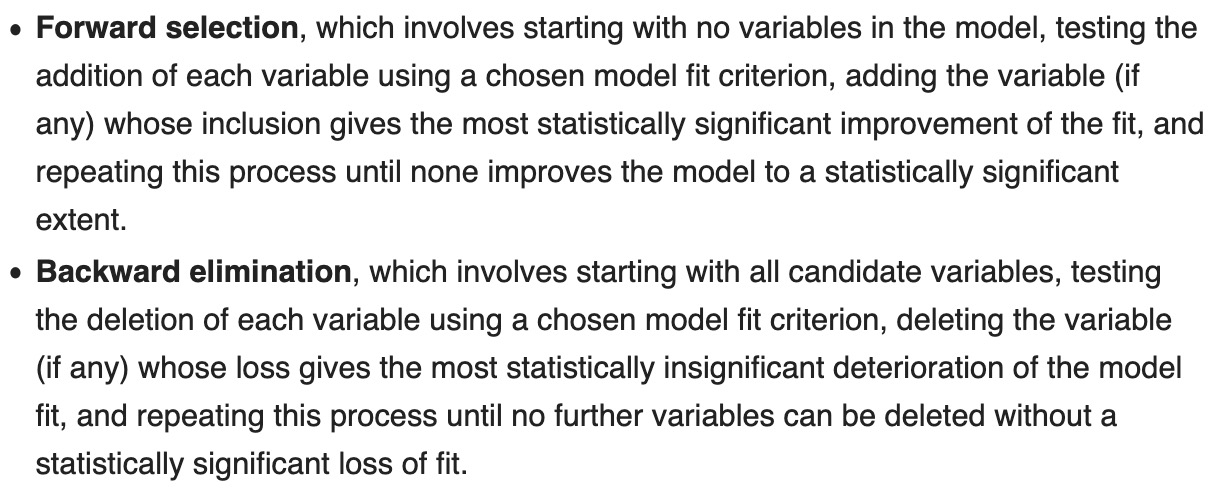 • Forward selection, which involves starting with no variables in the model, testing the
addition of each variable using a chosen model fit criterion, adding the variable (if
any) whose inclusion gives the most statistically significant improvement of the fit, and
repeating this process until none improves the model to a statistically significant
extent.
• Backward elimination, which involves starting with all candidate variables, testing
the deletion of each variable using a chosen model fit criterion, deleting the variable
(if any) whose loss gives the most statistically insignificant deterioration of the model
fit, and repeating this process until no further variables can be deleted without a
statistically significant loss of fit.